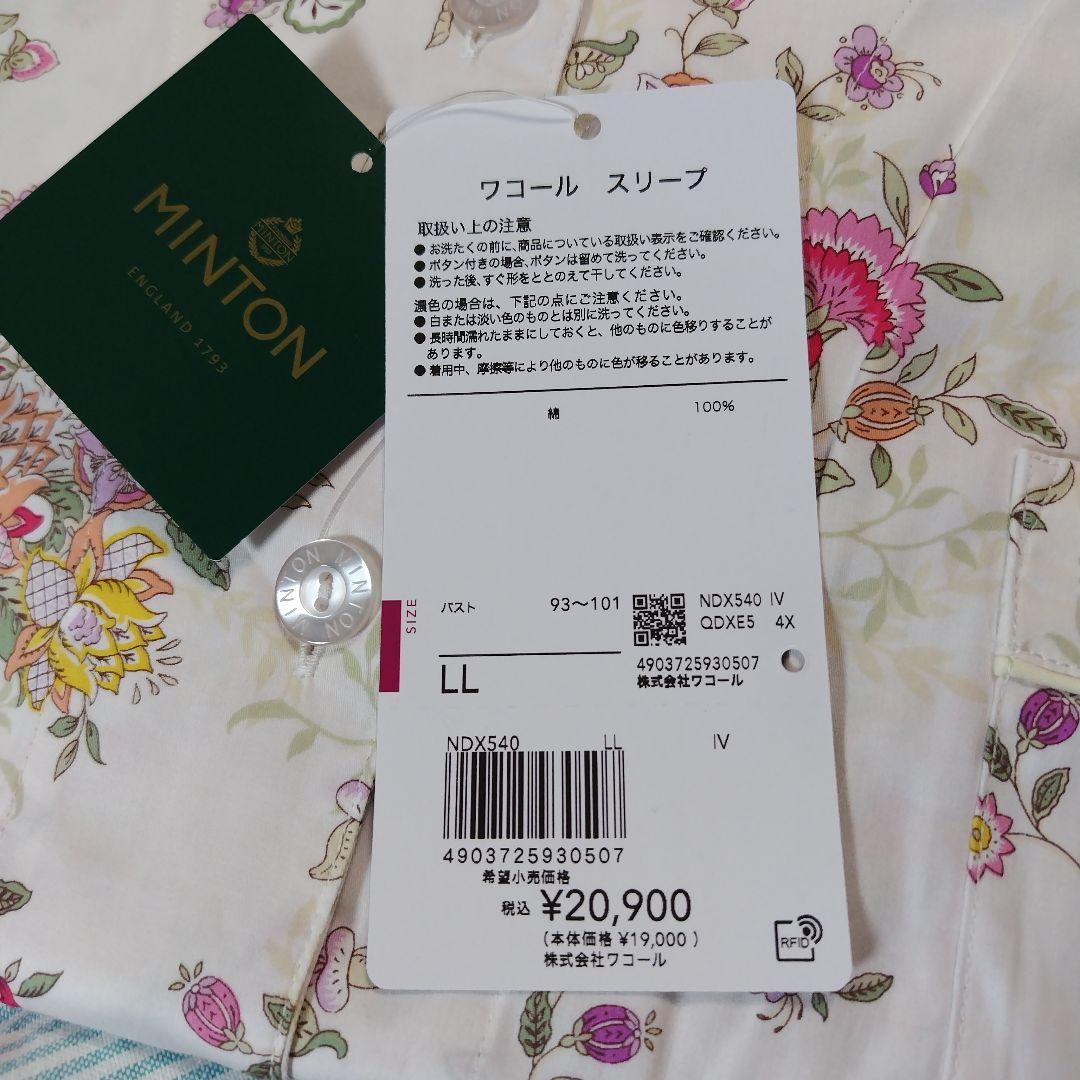 MINTON
MINTON
ENGLAND 1793
ワコール スリープ
取扱い上の注意
● お洗たくの前に、商品についている取扱い表示をご確認ください。
● ボタン付きの場合、ボタンは留めて洗ってください。
● 洗った後、すぐ形をととのえて干してください。
濃色の場合は、下記の点にご注意ください。
● 白または淡い色のものとは別に洗ってください。
● 長時間濡れたままにしておくと、他のものに色移りすることが
あります。
● 着用中、摩擦等により他のものに色が移ることがあります。
綿 100%
SIZE
バスト 93〜101
LL
NDX540 IV
QDXE5 4X
4903725930507
株式会社ワコール
NDX540 LL IV
4903725930507
希望小売価格
税込 ¥20,900
(本体価格 ¥19,000 )
株式会社ワコール
RFID
MINTON MINTON MINTON